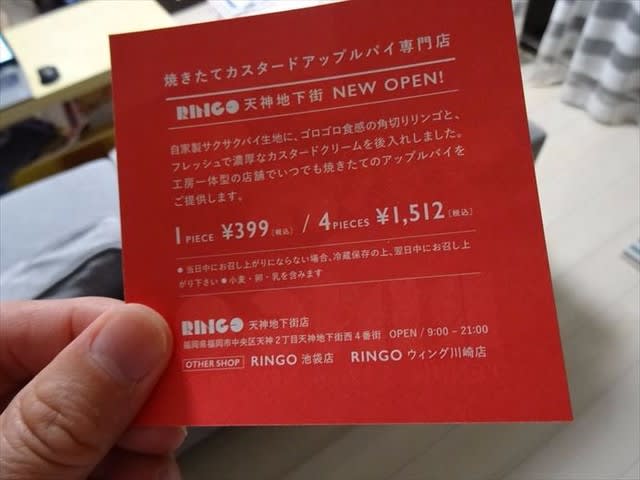 焼きたてカスタードアップルパイ専門店
RINGO 天神地下街 NEW OPEN!
自家製サクサクパイ生地に、ゴロゴロ食感の角切りリンゴと、
フレッシュで濃厚なカスタードクリームを後入れしました。
工房一体型の店舗でいつでも焼きたてのアップルパイを
ご提供します。
1 PIECE ¥399 [税込] / 4 PIECES ¥1,512 [税込]
●当日中にお召し上がりにならない場合、冷蔵保存の上、翌日中にお召し上
がり下さい ●小麦・卵・乳を含みます
RINGO 天神地下街店
福岡県福岡市中央区天神2丁目天神地下街西4番街 OPEN / 9:00 – 21:00
OTHER SHOP RINGO 池袋店 RINGO ウィング川崎店